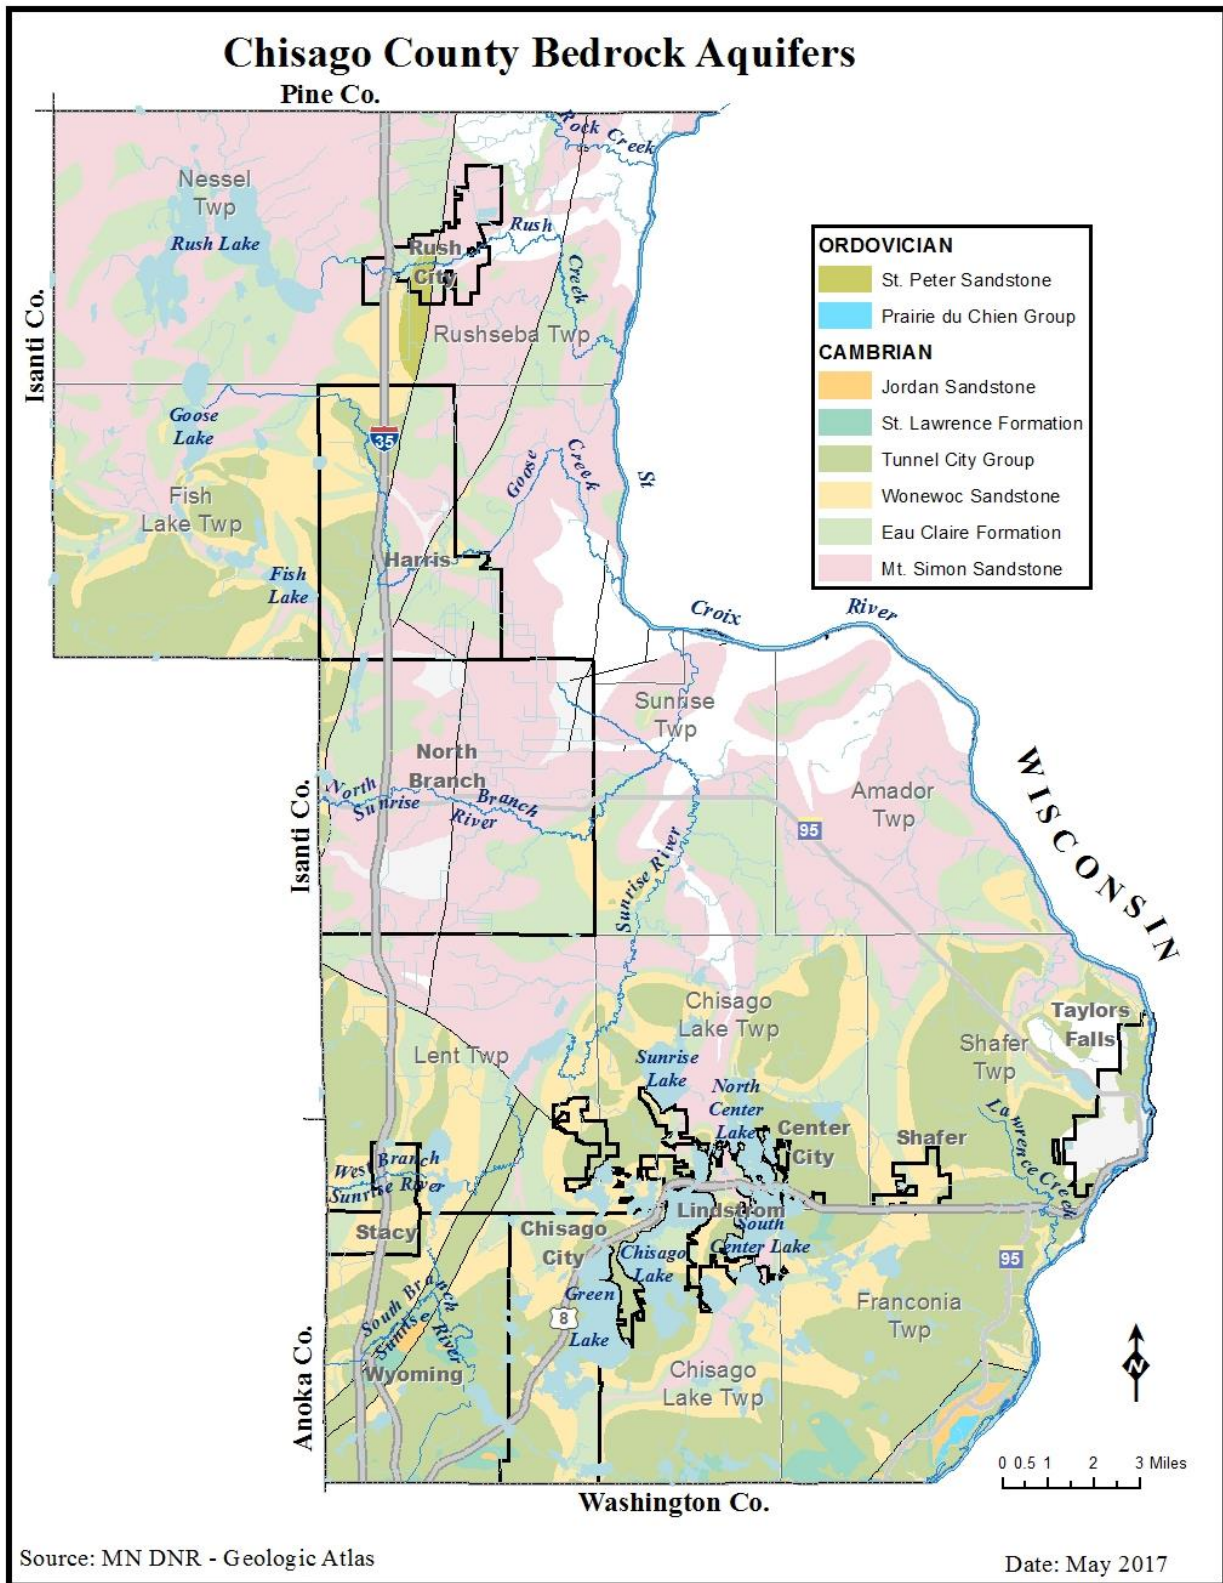 Chisago County Bedrock Aquifers
Pine Co.
Rock Creek
Nessel
Twp
Rush Lake
Rush
City
Rush
Creek
Rushseba Twp
Isanti Co.
ORDOVICIAN
St. Peter Sandstone
Prairie du Chien Group
CAMBRIAN
Jordan Sandstone
St. Lawrence Formation
Tunnel City Group
Wonewoc Sandstone
Eau Claire Formation
Mt. Simon Sandstone
Goose
Lake
35
Goose
Creek
St
Fish
Lake Twp
Harris
Fish
Lake
Croix
River
Sunrise
Twp
North
Branch
North
Branch
Sunrise
River
Isanti Co.
Amador
Twp
95
WISCONSIN
Sunrise River
Chisago
Lake Twp
Taylors
Falls
Lent Twp
Shafer
Twp
Sunrise
Lake
North
Center
Lake
Center
City
Shafer
Lawrence Creek
West Branch
Sunrise River
Stacy
Chisago
City
Lindstrom
South
Center Lake
Chisago
Lake
Green
Lake
95
South Branch
Sunrise River
8
Franconia
Twp
Anoka Co.
Wyoming
Chisago
Lake Twp
N
0 0.5 1 2 3 Miles
Washington Co.
Source: MN DNR - Geologic Atlas
Date: May 2017